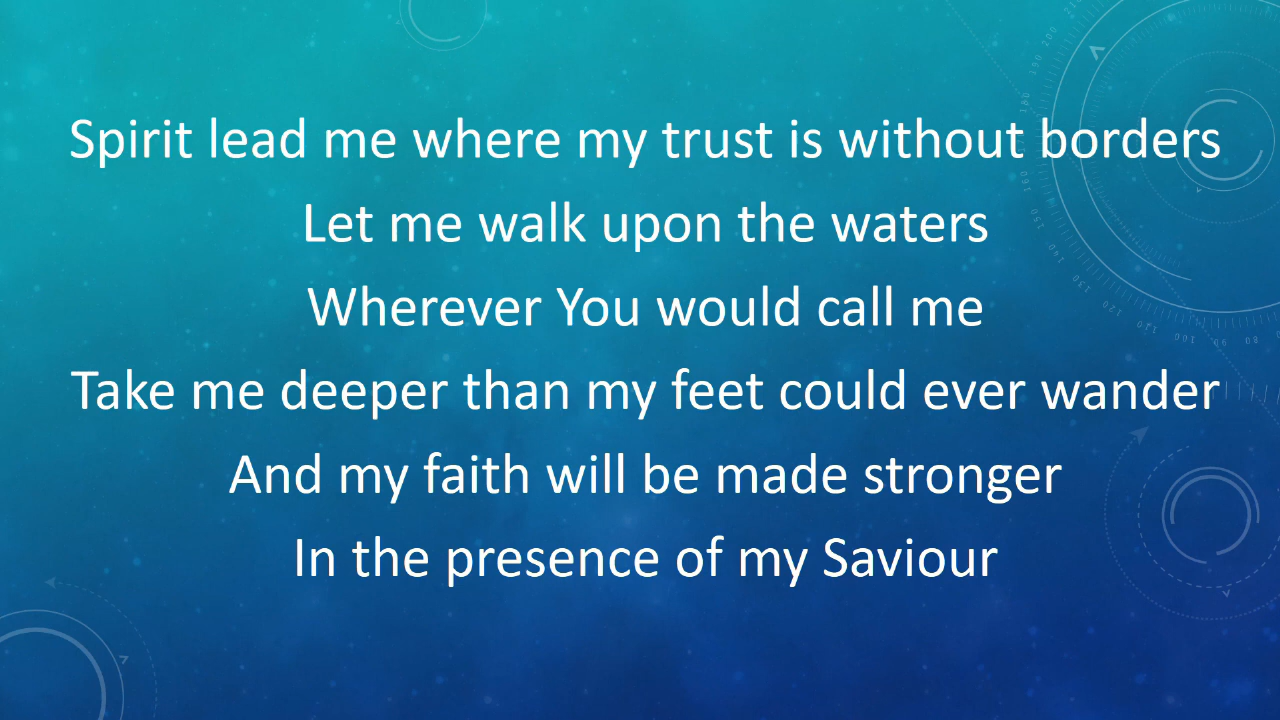 Spirit lead me where my trust is without borders
Let me walk upon the waters
Wherever You would call me
Take me deeper than my feet could ever wander
And my faith will be made stronger
In the presence of my Saviour